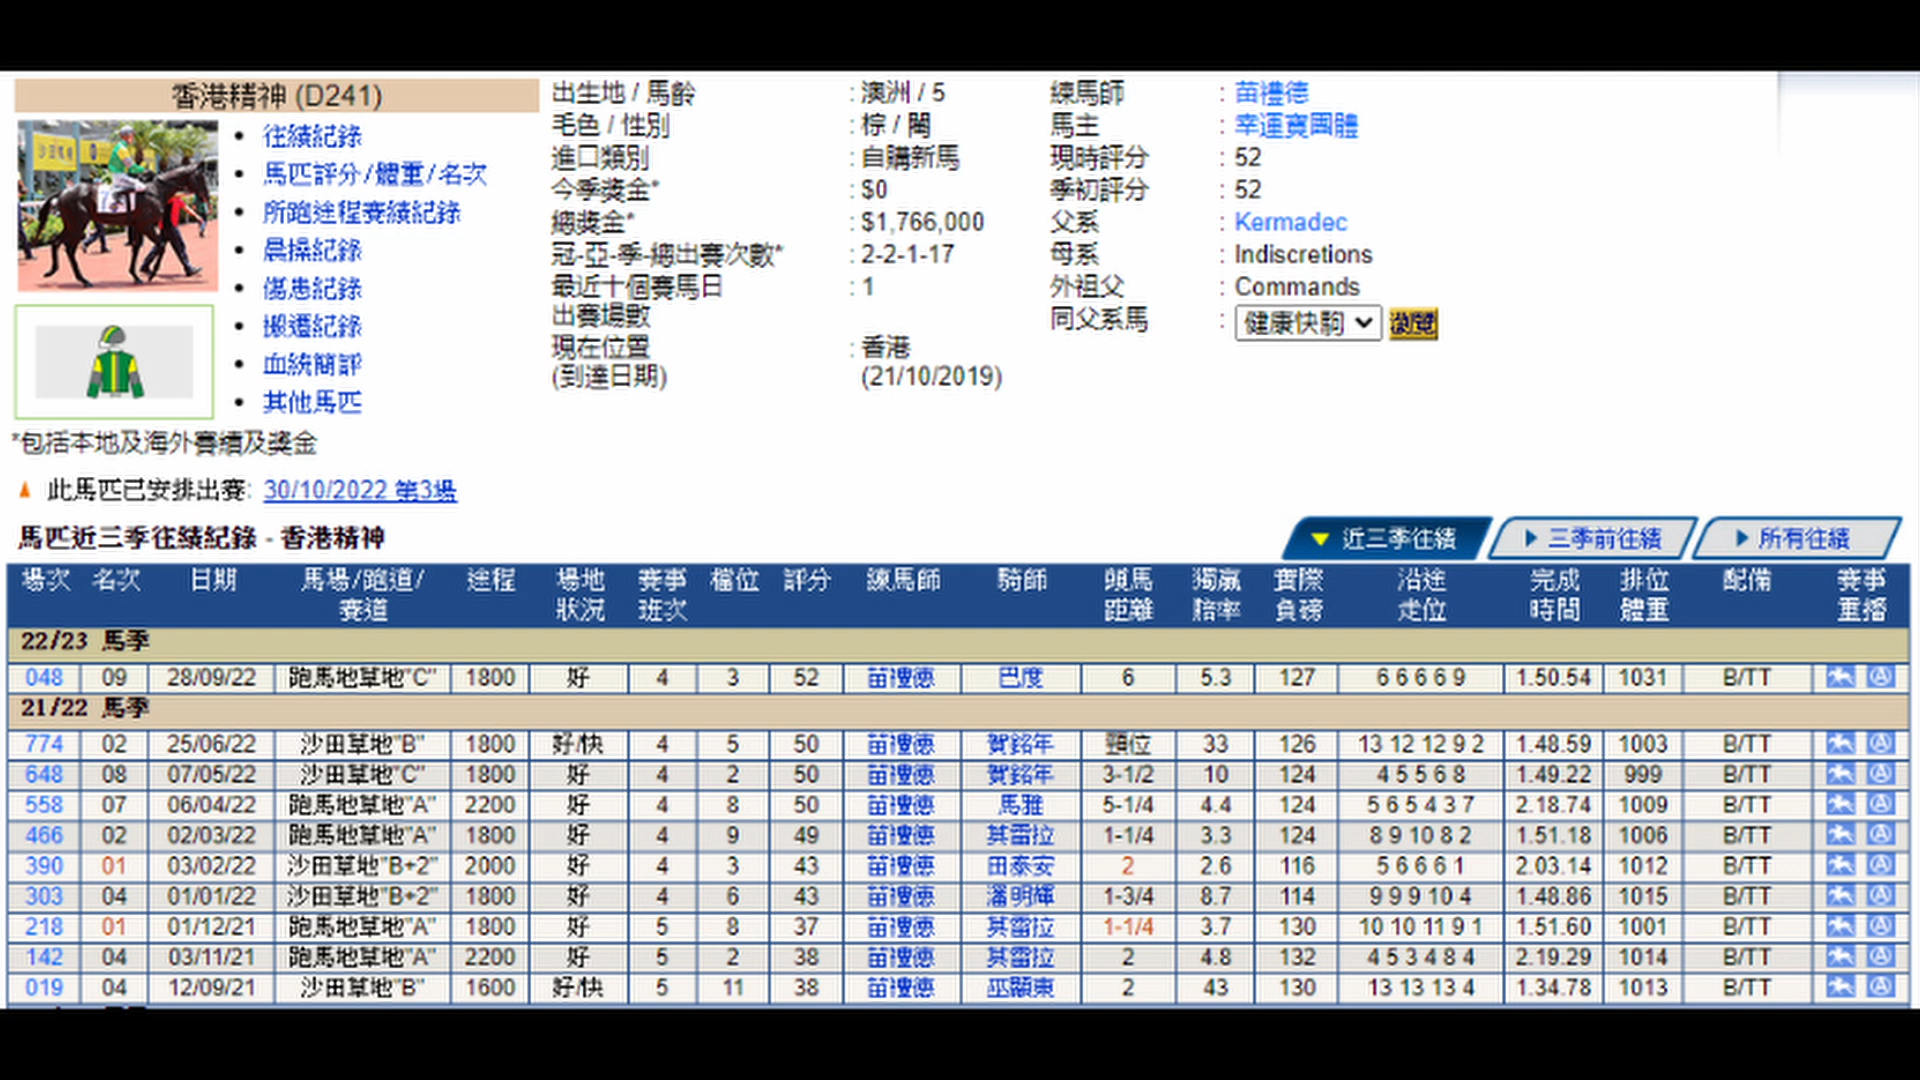 香港精神 (D241)
往績紀錄
馬匹評分/體重/名次
所跑途程賽績紀錄
晨操紀錄
傷患紀錄
搬遷紀錄
血統簡評
其他馬匹
出生地 / 馬齡 : 澳洲 / 5
毛色 / 性別 : 棕 / 閹
進口類別 : 自購新馬
今季獎金* : $0
總獎金* : $1,766,000
冠-亞-季-總出賽次數* : 2-2-1-17
最近十個賽馬日 : 1
出賽場數
現在位置 : 香港
(到達日期) (21/10/2019)
練馬師 : 苗禮德
馬主 : 幸運寶團體
現時評分 : 52
季初評分 : 52
父系 : Kermadec
母系 : Indiscretions
外祖父 : Commands
同父系馬 : 健康快駒 瀏覽
*包括本地及海外賽績及獎金
此馬匹已安排出賽: 30/10/2022 第3場
馬匹近三季往績紀錄 - 香港精神
近三季往績 三季前往績 所有往績
場次 名次 日期 馬場/跑道/ 途程 場地 賽事 檔位 評分 練馬師 騎師 頭馬 獨贏 實際 沿途 完成 排位 配備 賽事
賽道 狀況 班次 距離 賠率 負磅 走位 時間 體重 重播
22/23 馬季
048 09 28/09/22 跑馬地草地"C" 1800 好 4 3 52 苗禮德 巴度 6 5.3 127 6 6 6 6 9 1.50.54 1031 B/TT
21/22 馬季
774 02 25/06/22 沙田草地"B" 1800 好/快 4 5 50 苗禮德 賀銘年 頸位 33 126 13 12 12 9 2 1.48.59 1003 B/TT
648 08 07/05/22 沙田草地"C" 1800 好 4 2 50 苗禮德 賀銘年 3-1/2 10 124 4 5 5 6 8 1.49.22 999 B/TT
558 07 06/04/22 跑馬地草地"A" 2200 好 4 8 50 苗禮德 馬雅 5-1/4 4.4 124 5 6 5 4 3 7 2.18.74 1009 B/TT
466 02 02/03/22 跑馬地草地"A" 1800 好 4 9 49 苗禮德 莫雷拉 1-1/4 3.3 124 8 9 10 8 2 1.51.18 1006 B/TT
390 01 03/02/22 沙田草地"B+2" 2000 好 4 3 43 苗禮德 田泰安 2 2.6 116 5 6 6 6 1 2.03.14 1012 B/TT
303 04 01/01/22 沙田草地"B+2" 1800 好 4 6 43 苗禮德 潘明輝 1-3/4 8.7 114 9 9 9 10 4 1.48.86 1015 B/TT
218 01 01/12/21 跑馬地草地"A" 1800 好 5 8 37 苗禮德 莫雷拉 1-1/4 3.7 130 10 10 11 9 1 1.51.60 1001 B/TT
142 04 03/11/21 跑馬地草地"A" 2200 好 5 2 38 苗禮德 莫雷拉 2 4.8 132 4 5 3 4 8 4 2.19.29 1014 B/TT
019 04 12/09/21 沙田草地"B" 1600 好/快 5 11 38 苗禮德 巫顯東 2 43 130 13 13 13 4 1.34.78 1013 B/TT